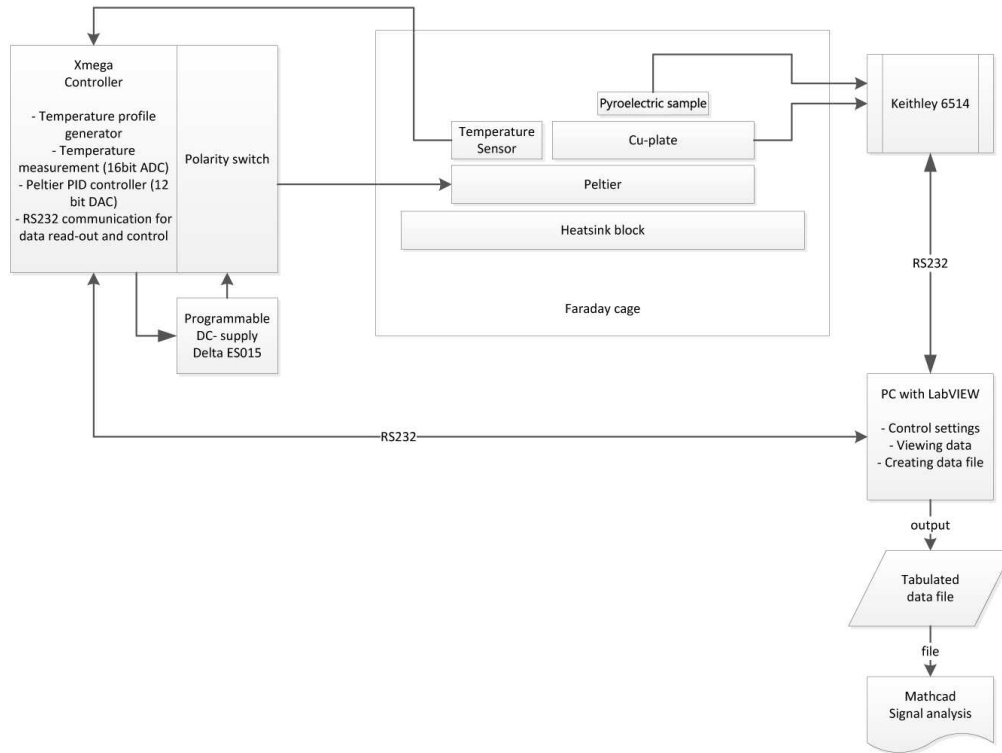 Xmega
Controller
- Temperature profile
generator
- Temperature
measurement (16bit ADC)
- Peltier PID controller (12
bit DAC)
- RS232 communication for
data read-out and control
Polarity switch
Programmable
DC- supply
Delta ES015
Pyroelectric sample
Temperature
Sensor
Cu-plate
Peltier
Heatsink block
Faraday cage
Keithley 6514
RS232
RS232
PC with LabVIEW
- Control settings
- Viewing data
- Creating data file
output
Tabulated
data file
file
Mathcad
Signal analysis